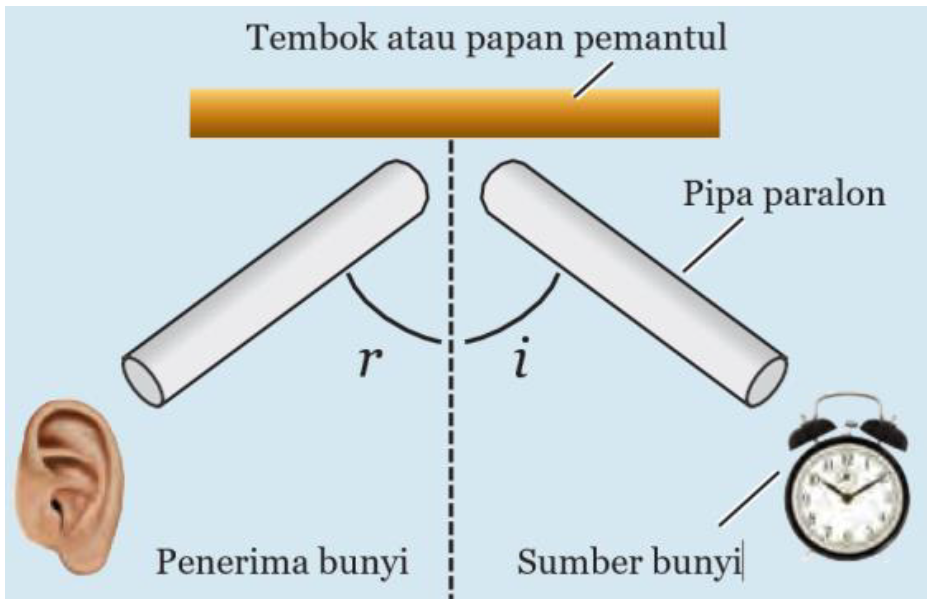 Tembok atau papan pemantul
Pipa paralon
r
i
Penerima bunyi
Sumber bunyi